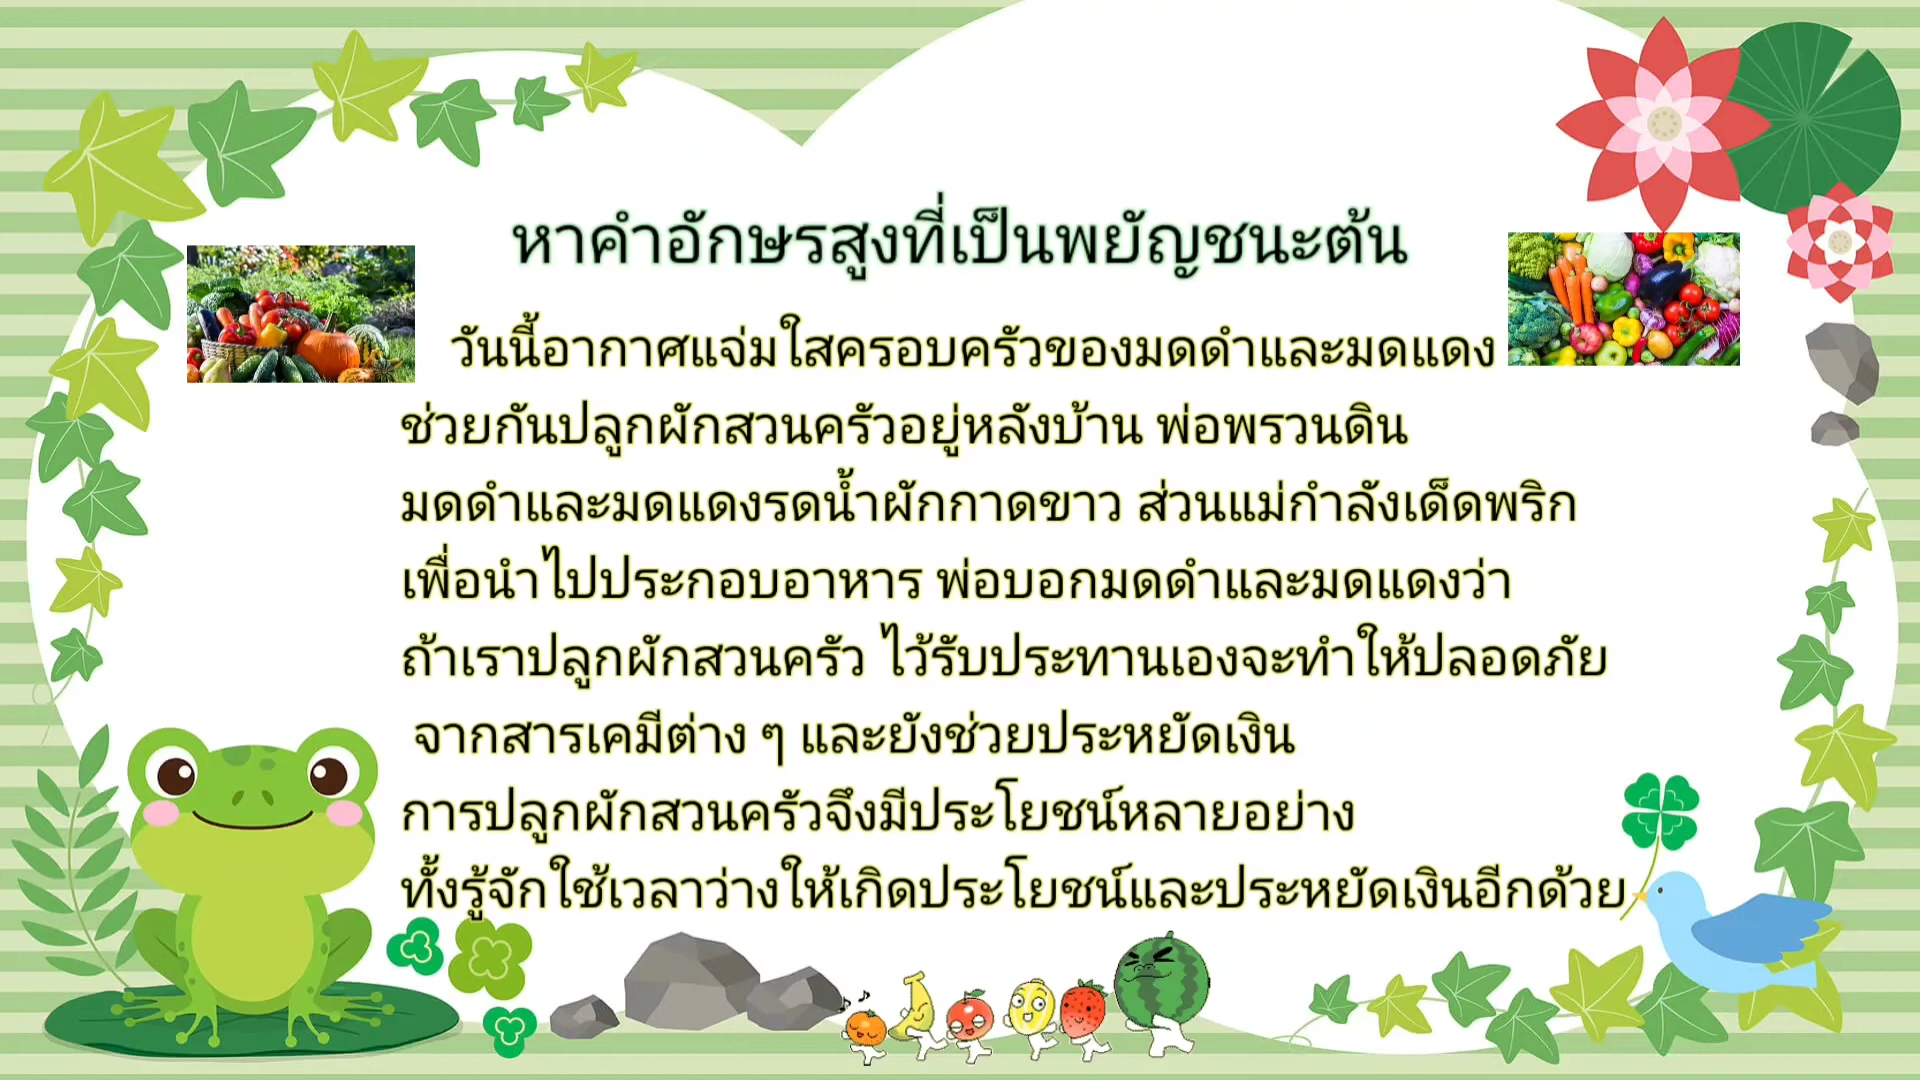 หาคำอักษรสูงที่เป็นพยัญชนะต้น
วันนี้อากาศแจ่มใสครอบครัวของมดดำและมดแดง
ช่วยกันปลูกผักสวนครัวอยู่หลังบ้าน พ่อพรวนดิน
มดดำและมดแดงรดน้ำผักกาดขาว ส่วนแม่กำลังเด็ดพริก
เพื่อนำไปประกอบอาหาร พ่อบอกมดดำและมดแดงว่า
ถ้าเราปลูกผักสวนครัว ไว้รับประทานเองจะทำให้ปลอดภัย
จากสารเคมีต่าง ๆ และยังช่วยประหยัดเงิน
การปลูกผักสวนครัวจึงมีประโยชน์หลายอย่าง
ทั้งรู้จักใช้เวลาว่างให้เกิดประโยชน์และประหยัดเงินอีกด้วย